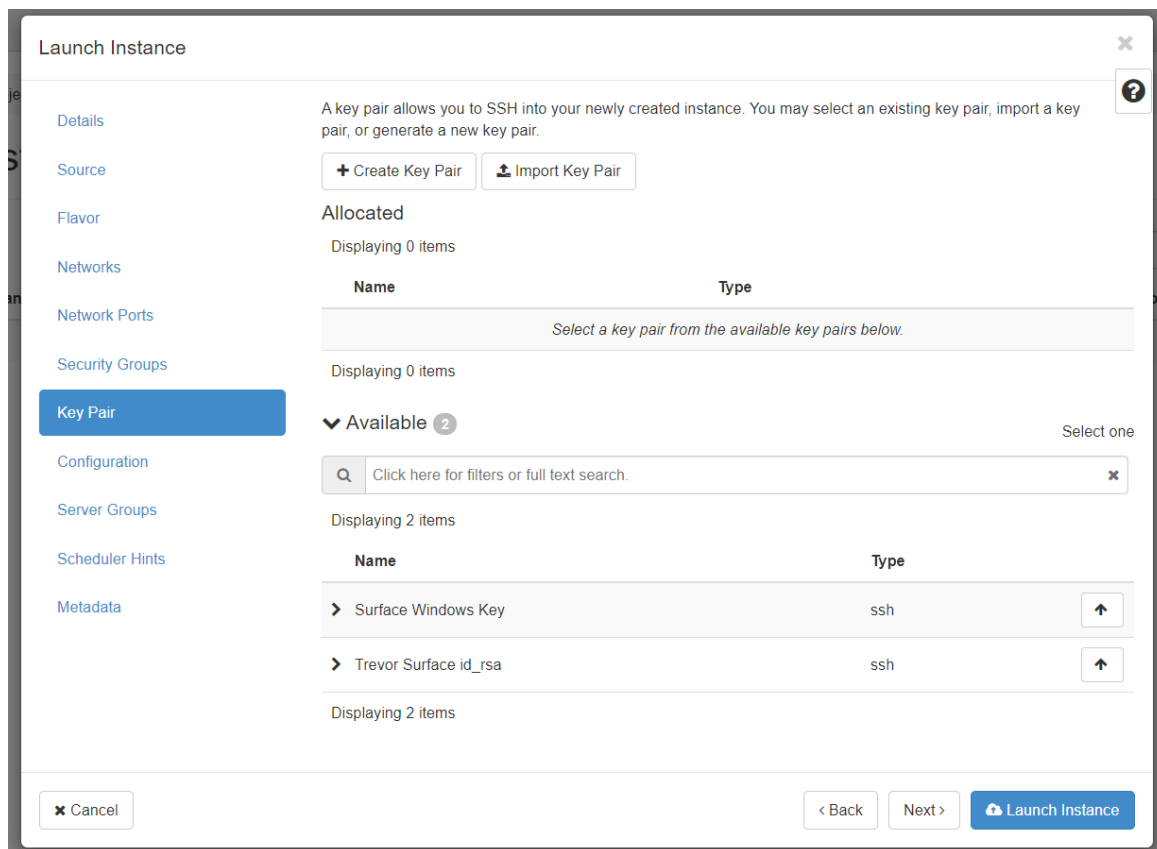 Launch Instance
Details
Source
Flavor
Networks
Network Ports
Security Groups
Key Pair
Configuration
Server Groups
Scheduler Hints
Metadata
A key pair allows you to SSH into your newly created instance. You may select an existing key pair, import a key
pair, or generate a new key pair.
Create Key Pair
Import Key Pair
Allocated
Displaying 0 items
Name Type
Select a key pair from the available key pairs below.
Displaying 0 items
Available 2
Select one
Click here for filters or full text search.
Displaying 2 items
Name Type
Surface Windows Key ssh
Trevor Surface id_rsa ssh
Displaying 2 items
Cancel
< Back
Next >
Launch Instance